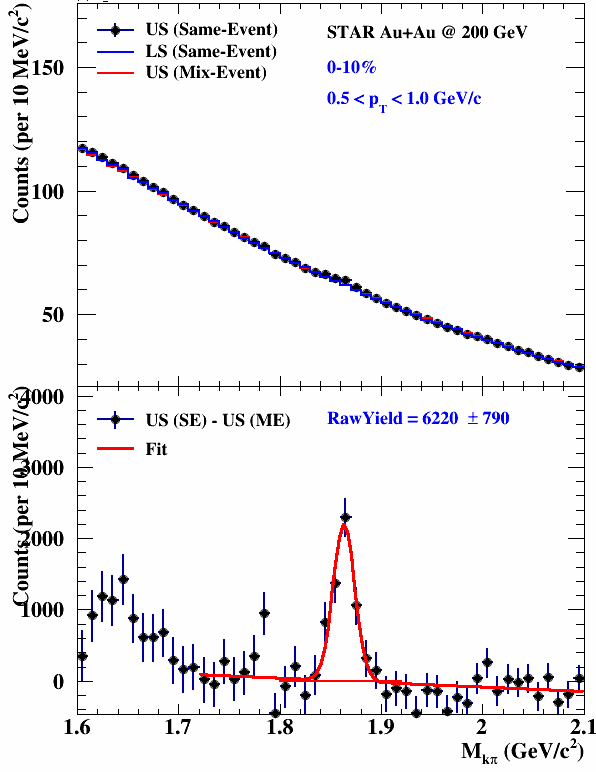 US (Same-Event)
LS (Same-Event)
US (Mix-Event)
STAR Au+Au @ 200 GeV
0-10%
0.5 < pT < 1.0 GeV/c
Counts (per 10 MeV/c²)
150
100
50
US (SE) - US (ME)
Fit
RawYield = 6220 ± 790
Counts (per 10 MeV/c²)
4000
3000
2000
1000
0
1.6 1.7 1.8 1.9 2 2.1
Mkπ (GeV/c²)